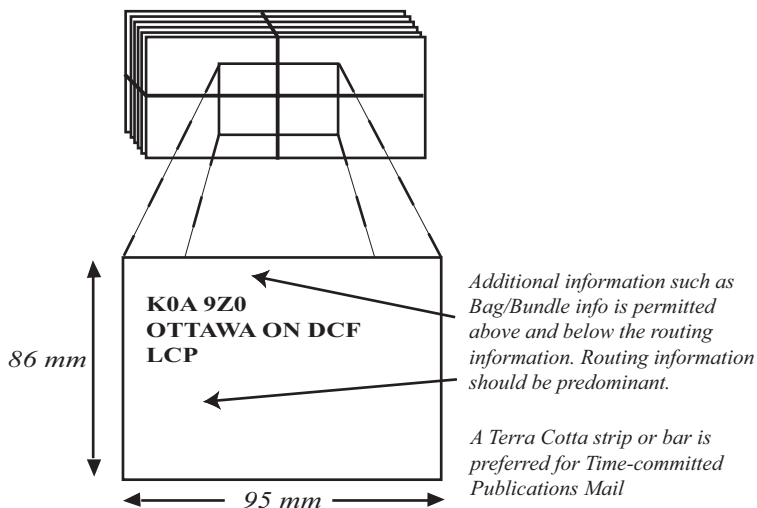 K0A 9Z0
OTTAWA ON DCF
LCP
86 mm
95 mm
Additional information such as
Bag/Bundle info is permitted
above and below the routing
information. Routing information
should be predominant.
A Terra Cotta strip or bar is
preferred for Time-committed
Publications Mail